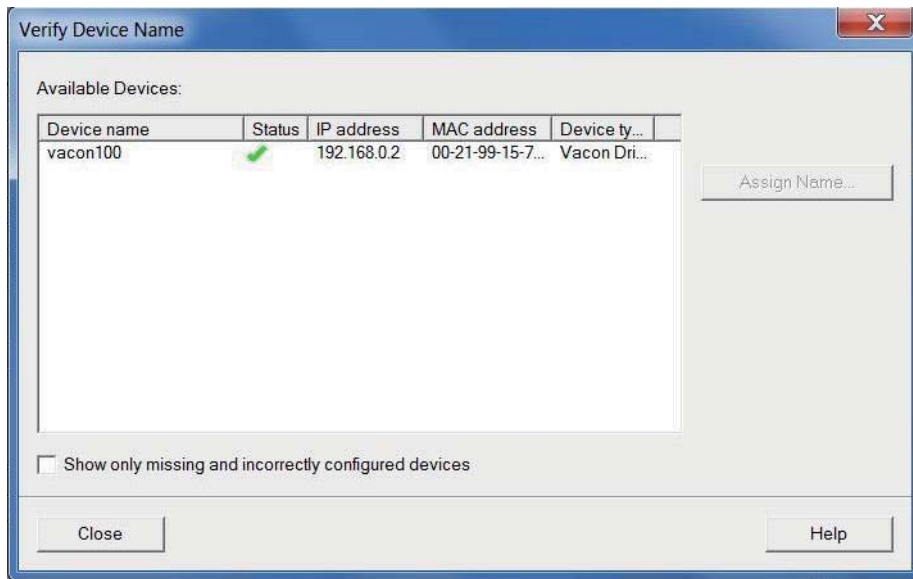 Verify Device Name
Available Devices:
Device name Status IP address MAC address Device ty...
vacon100 192.168.0.2 00-21-99-15-7... Vacon Dri...
Assign Name...
Show only missing and incorrectly configured devices
Close Help